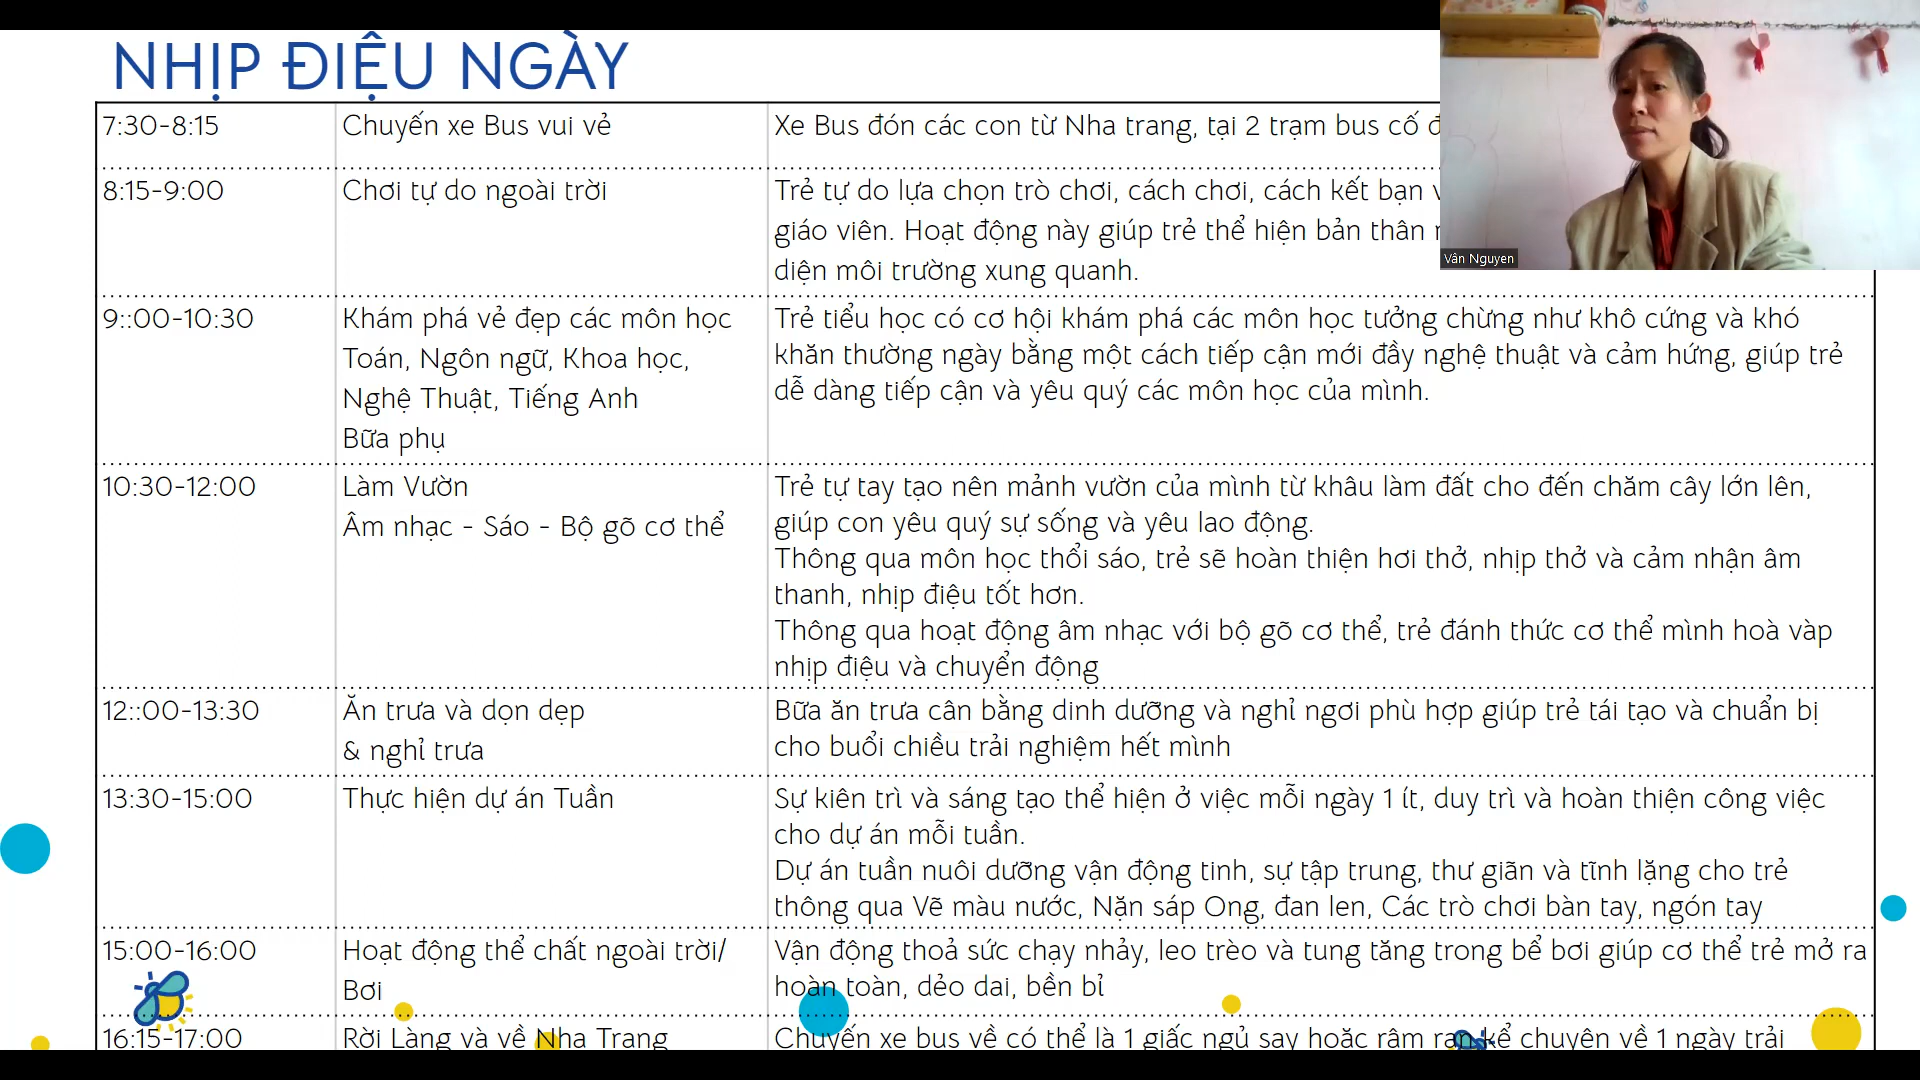 NHỊP ĐIỆU NGÀY
7:30-8:15
Chuyến xe Bus vui vẻ
Xe Bus đón các con từ Nha trang, tại 2 trạm bus cố
8:15-9:00
Chơi tự do ngoài trời
Trẻ tự do lựa chọn trò chơi, cách chơi, cách kết bạn
giáo viên. Hoạt động này giúp trẻ thể hiện bản thân
diện môi trường xung quanh.
9::00-10:30
Khám phá vẻ đẹp các môn học
Toán, Ngôn ngữ, Khoa học,
Nghệ Thuật, Tiếng Anh
Bữa phụ
Trẻ tiểu học có cơ hội khám phá các môn học tưởng chừng như khô cứng và khó
khăn thường ngày bằng một cách tiếp cận mới đầy nghệ thuật và cảm hứng, giúp trẻ
dễ dàng tiếp cận và yêu quý các môn học của mình.
10:30-12:00
Làm Vườn
Âm nhạc - Sáo - Bộ gõ cơ thể
Trẻ tự tay tạo nên mảnh vườn của mình từ khâu làm đất cho đến chăm cây lớn lên,
giúp con yêu quý sự sống và yêu lao động.
Thông qua môn học thổi sáo, trẻ sẽ hoàn thiện hơi thở, nhịp thở và cảm nhận âm
thanh, nhịp điệu tốt hơn.
Thông qua hoạt động âm nhạc với bộ gõ cơ thể, trẻ đánh thức cơ thể mình hoà vàp
nhịp điệu và chuyển động
12::00-13:30
Ăn trưa và dọn dẹp
& nghỉ trưa
Bữa ăn trưa cân bằng dinh dưỡng và nghỉ ngơi phù hợp giúp trẻ tái tạo và chuẩn bị
cho buổi chiều trải nghiệm hết mình
13:30-15:00
Thực hiện dự án Tuần
Sự kiên trì và sáng tạo thể hiện ở việc mỗi ngày 1 ít, duy trì và hoàn thiện công việc
cho dự án mỗi tuần.
Dự án tuần nuôi dưỡng vận động tinh, sự tập trung, thư giãn và tĩnh lặng cho trẻ
thông qua Vẽ màu nước, Nặn sáp Ong, đan len, Các trò chơi bàn tay, ngón tay
15:00-16:00
Hoạt động thể chất ngoài trời/
Bơi
Vận động thoả sức chạy nhảy, leo trèo và tung tăng trong bể bơi giúp cơ thể trẻ mở ra
hoàn toàn, dẻo dai, bền bỉ
16:15-17:00
Rời Làng và về Nha Trang
Chuyến xe bus về có thể là 1 giấc ngủ say hoặc râm ran kể chuyện về 1 ngày trải
Vân Nguyen